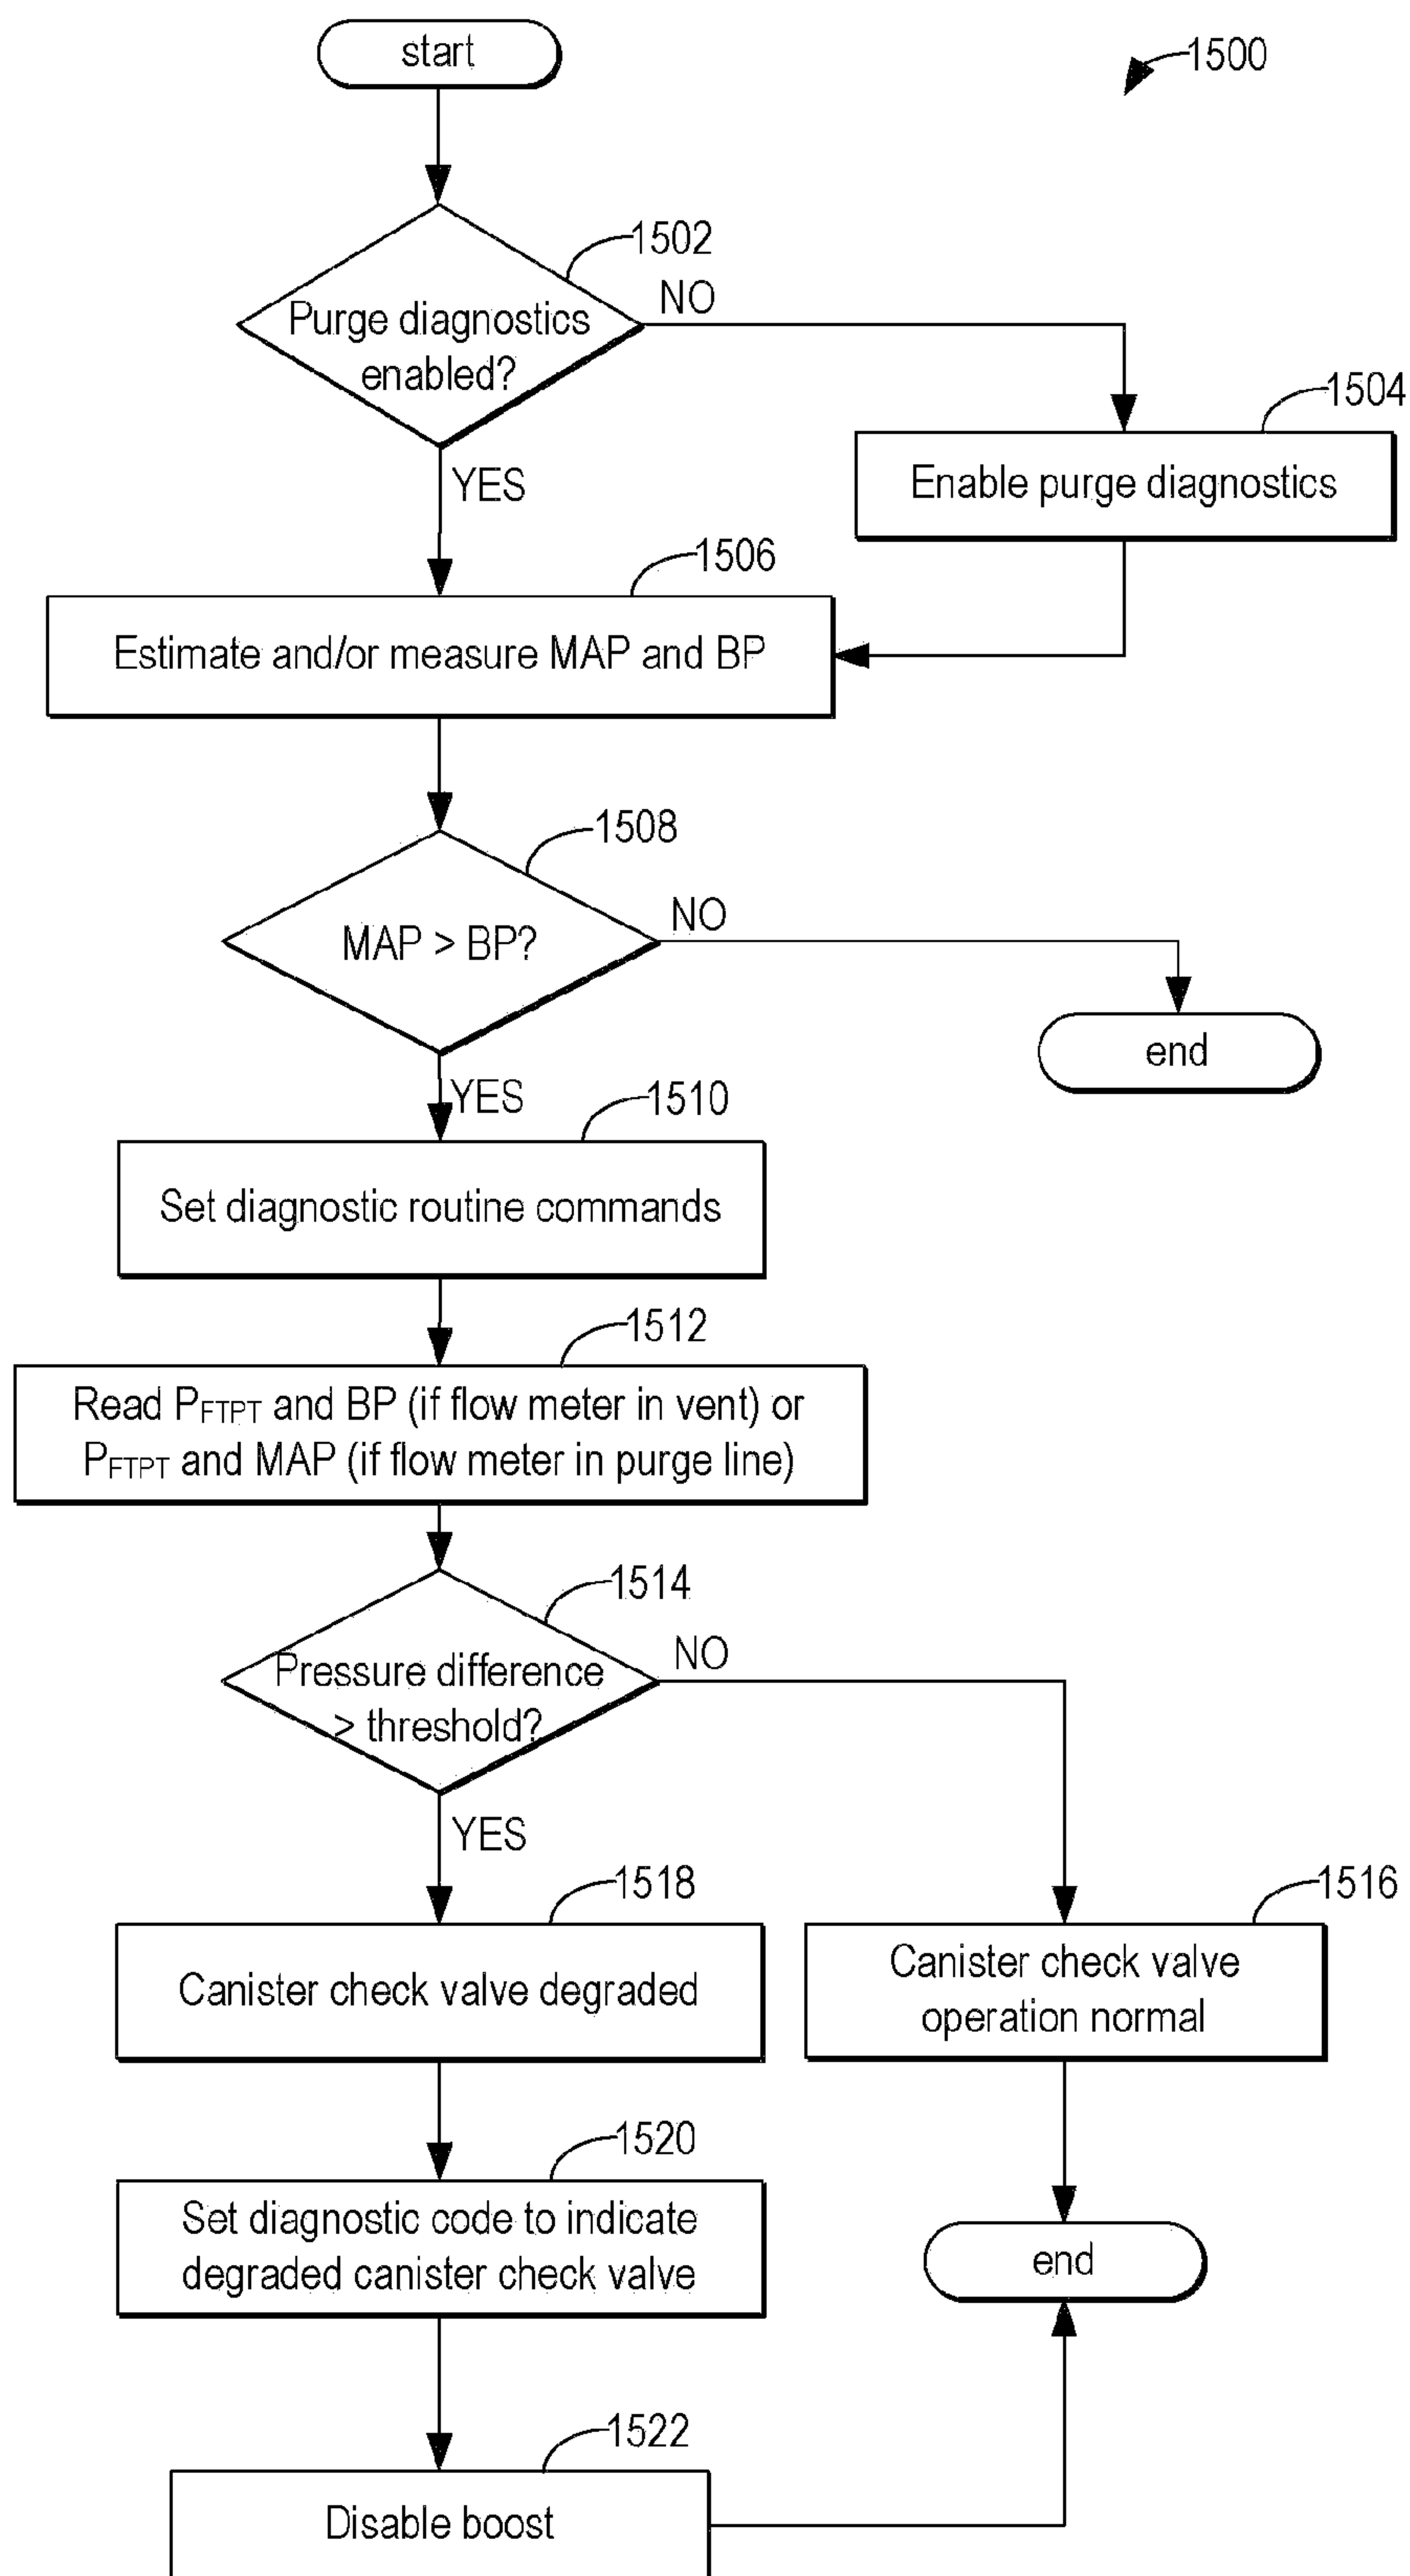 start
1500
1502
Purge diagnostics
enabled?
NO
YES
1504
Enable purge diagnostics
1506
Estimate and/or measure MAP and BP
1508
MAP > BP?
NO
end
YES
1510
Set diagnostic routine commands
1512
Read PFTPT and BP (if flow meter in vent) or
PFTPT and MAP (if flow meter in purge line)
1514
Pressure difference
> threshold?
NO
YES
1518
Canister check valve degraded
1516
Canister check valve
operation normal
1520
Set diagnostic code to indicate
degraded canister check valve
end
1522
Disable boost